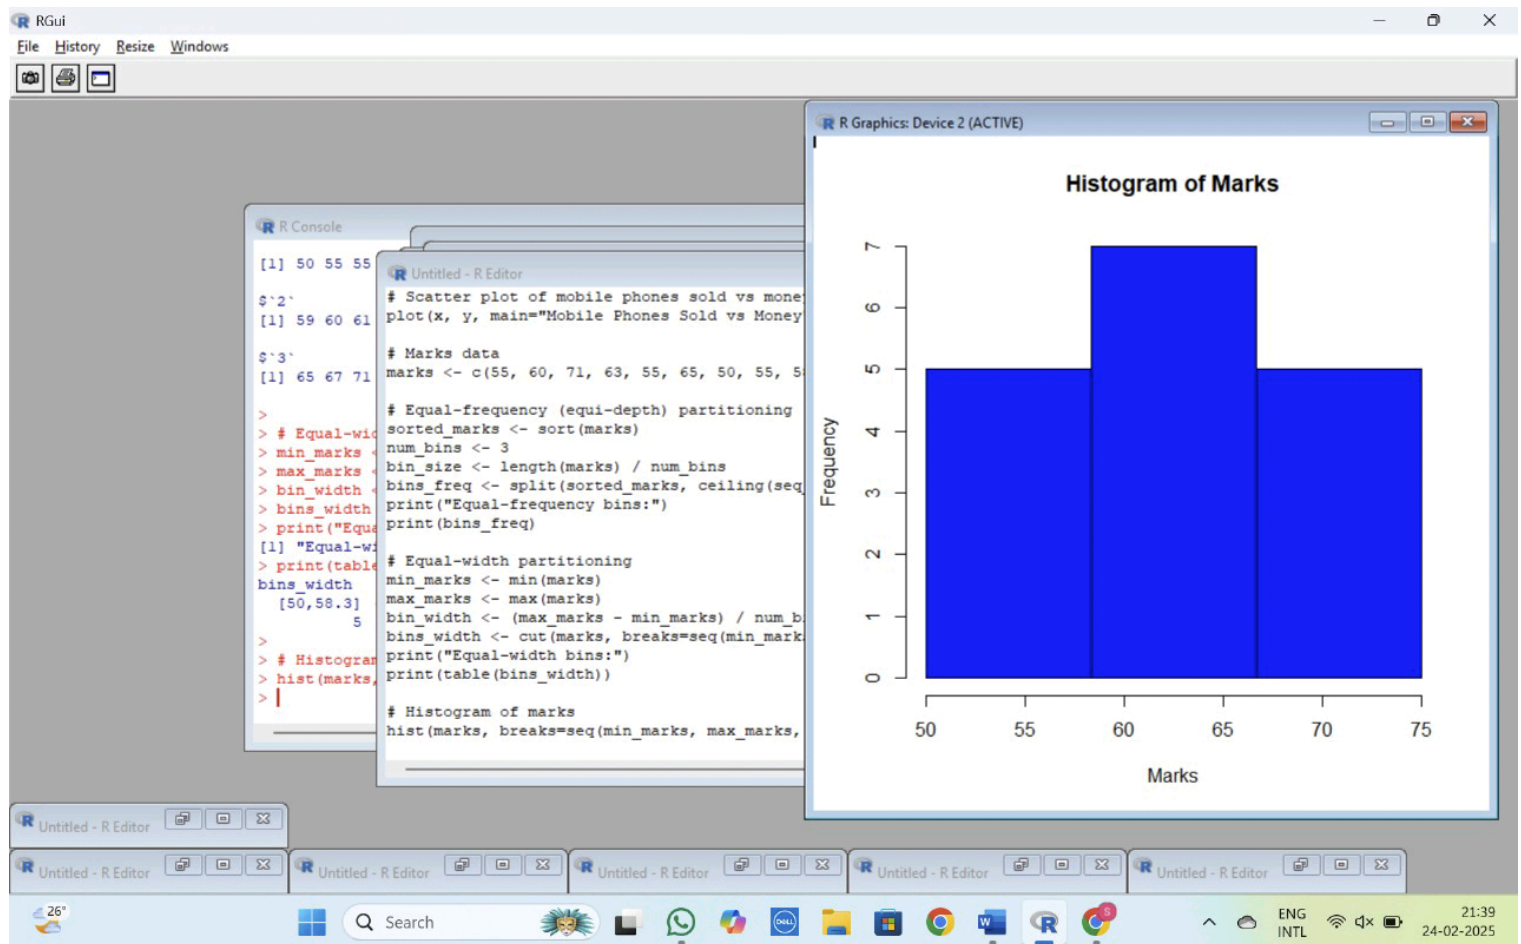 RGui
File History Resize Windows
R Console
[1] 50 55 55
$`2`
[1] 59 60 61
$`3`
[1] 65 67 71
>
> # Equal-wid
> min_marks <
> max_marks <
> bin_width <
> bins_width
> print("Equa
[1] "Equal-wi
> print(table
bins_width
[50,58.3]
5
>
> # Histogram
> hist(marks,
>
Untitled - R Editor
# Scatter plot of mobile phones sold vs mone
plot(x, y, main="Mobile Phones Sold vs Money
# Marks data
marks <- c(55, 60, 71, 63, 55, 65, 50, 55, 58
# Equal-frequency (equi-depth) partitioning
sorted_marks <- sort(marks)
num_bins <- 3
bin_size <- length(marks) / num_bins
bins_freq <- split(sorted_marks, ceiling(seq_
print("Equal-frequency bins:")
print(bins_freq)
# Equal-width partitioning
min_marks <- min(marks)
max_marks <- max(marks)
bin_width <- (max_marks - min_marks) / num_b
bins_width <- cut(marks, breaks=seq(min_mark
print("Equal-width bins:")
print(table(bins_width))
# Histogram of marks
hist(marks, breaks=seq(min_marks, max_marks,
R Graphics: Device 2 (ACTIVE)
Histogram of Marks
Frequency
7
6
5
4
3
2
1
0
50 55 60 65 70 75
Marks
Untitled - R Editor
Untitled - R Editor
Untitled - R Editor
Untitled - R Editor
Untitled - R Editor
Untitled - R Editor
26°
Search
DELL
S
ENG
INTL
21:39
24-02-2025